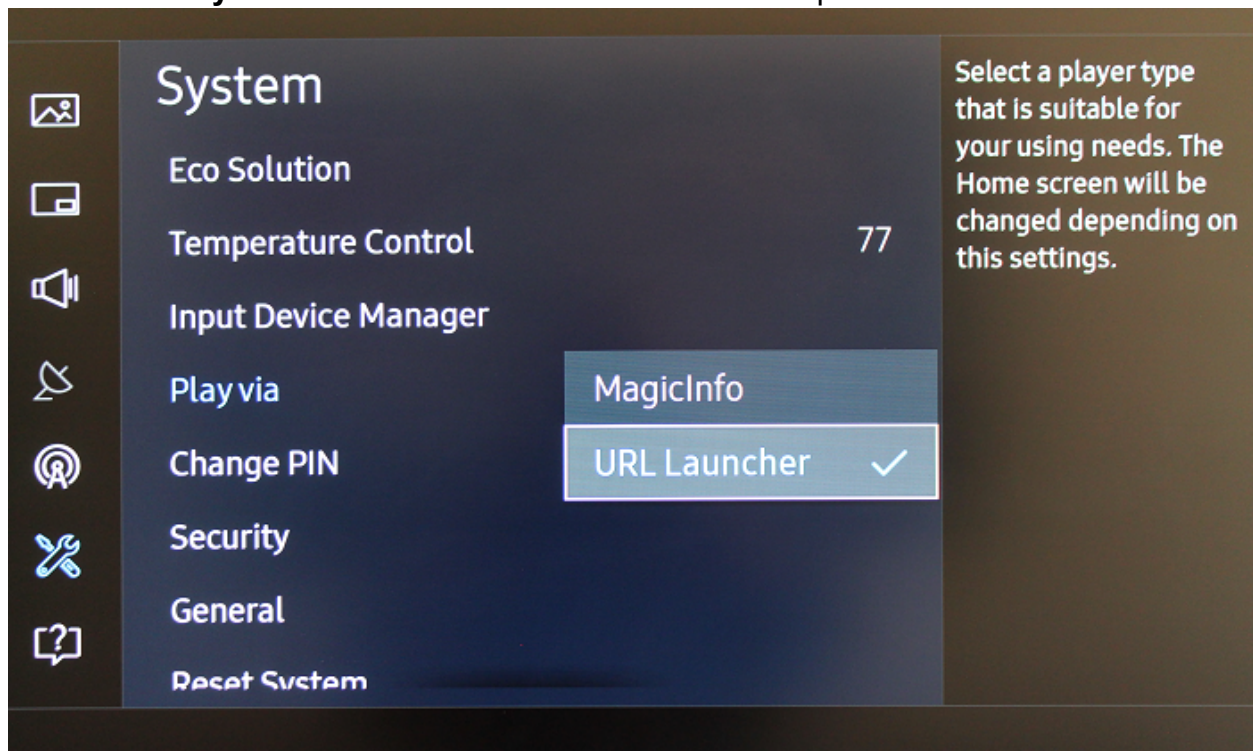 System
Eco Solution
Temperature Control 77
Input Device Manager
Play via
MagicInfo
Change PIN
URL Launcher
Security
General
Reset System
Select a player type
that is suitable for
your using needs. The
Home screen will be
changed depending on
this settings.